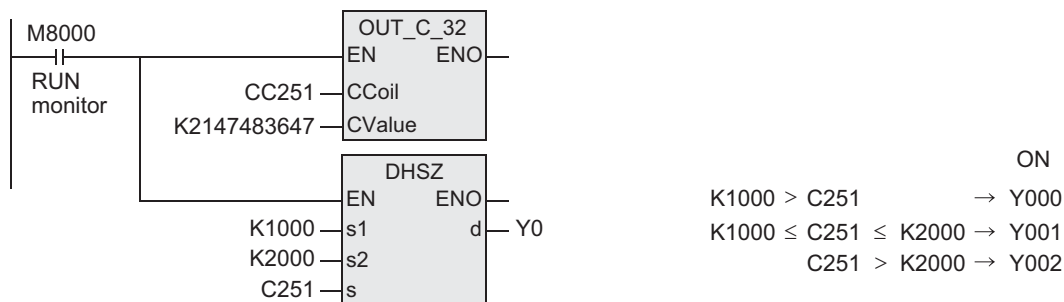 M8000
RUN
monitor
OUT_C_32
EN ENO
CC251 CCoil
K2147483647 CValue
DHSZ
EN ENO
K1000 s1 d Y0
K2000 s2
C251 s
ON
K1000 > C251 → Y000
K1000 ≤ C251 ≤ K2000 → Y001
C251 > K2000 → Y002